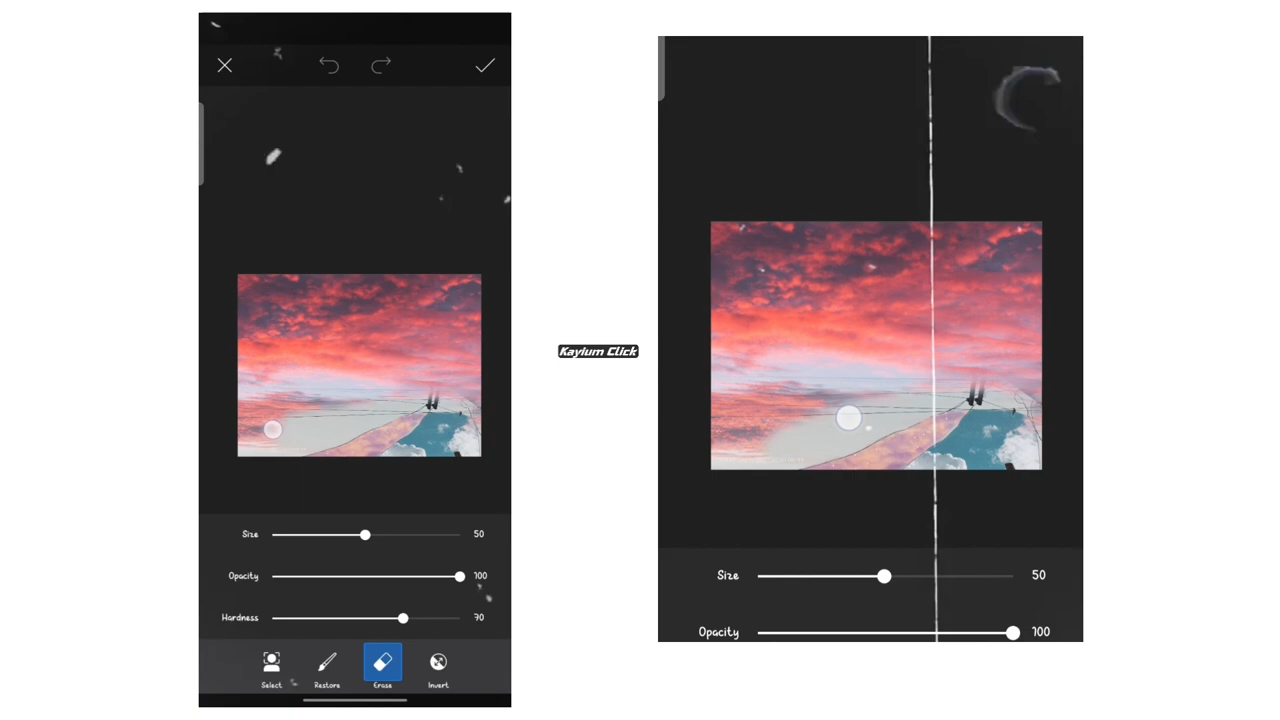 Size 50
Opacity 100
Hardness 70
Select Restore Erase Invert
Kaylum Click
Size 50
Opacity 100